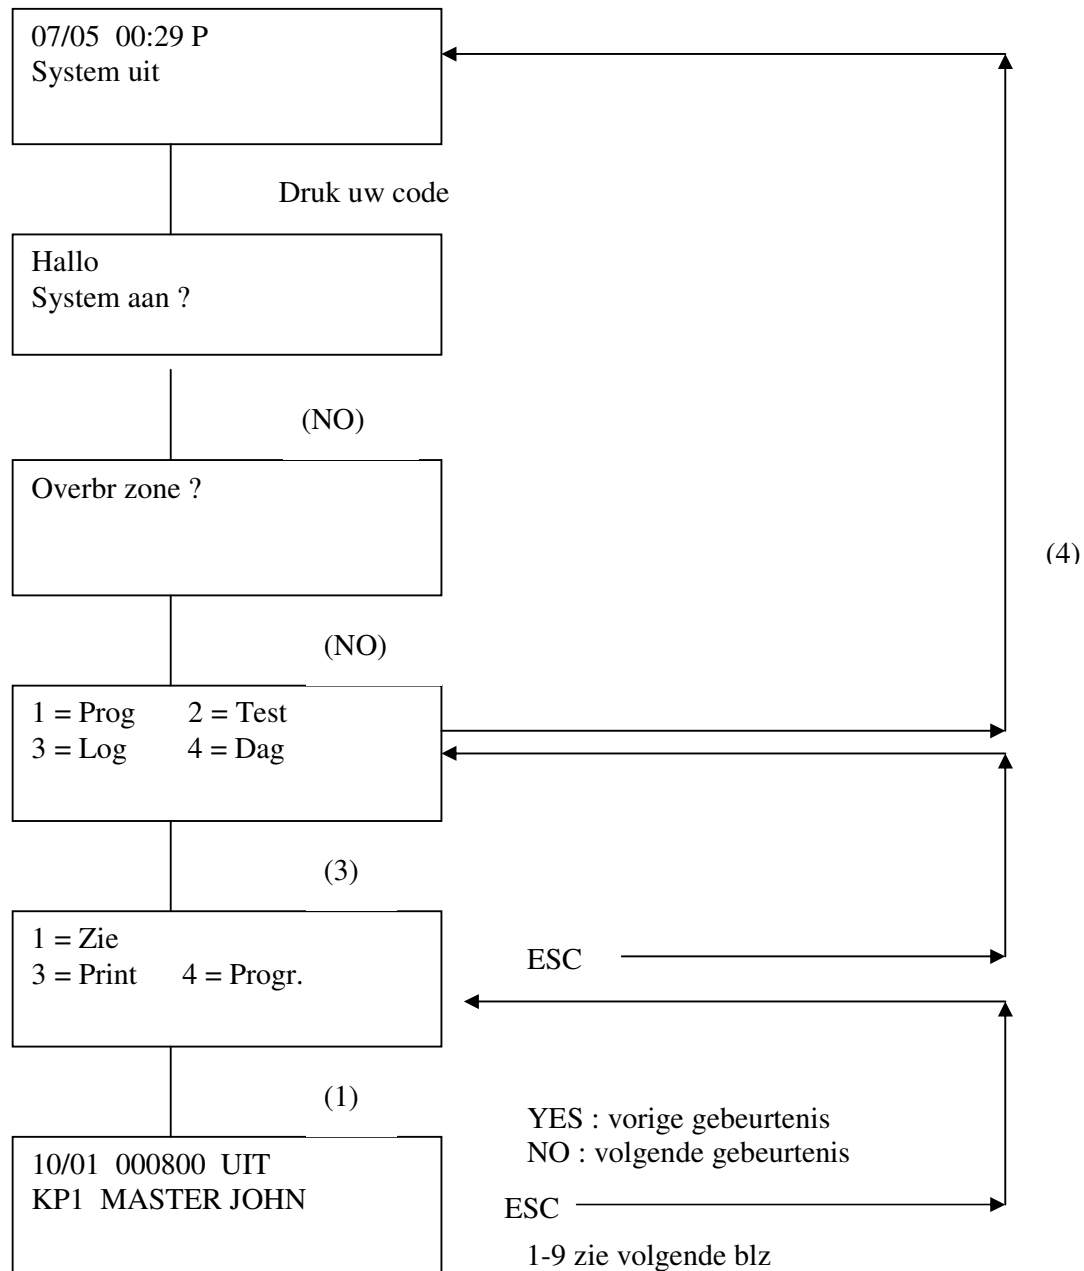 07/05 00:29 P
System uit
Druk uw code
Hallo
System aan ?
(NO)
Overbr zone ?
(4)
(NO)
1 = Prog 2 = Test
3 = Log 4 = Dag
(3)
1 = Zie
3 = Print 4 = Progr.
ESC
(1)
YES : vorige gebeurtenis
NO : volgende gebeurtenis
10/01 000800 UIT
KP1 MASTER JOHN
ESC
1-9 zie volgende blz